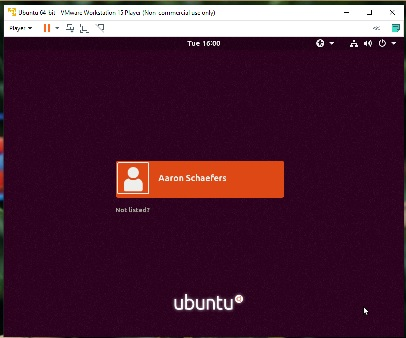 Ubuntu 64-bit - VMware Workstation 15 Player (Non-commercial use only)
Player
Tue 16:00
Aaron Schaefers
Not listed?
ubuntu